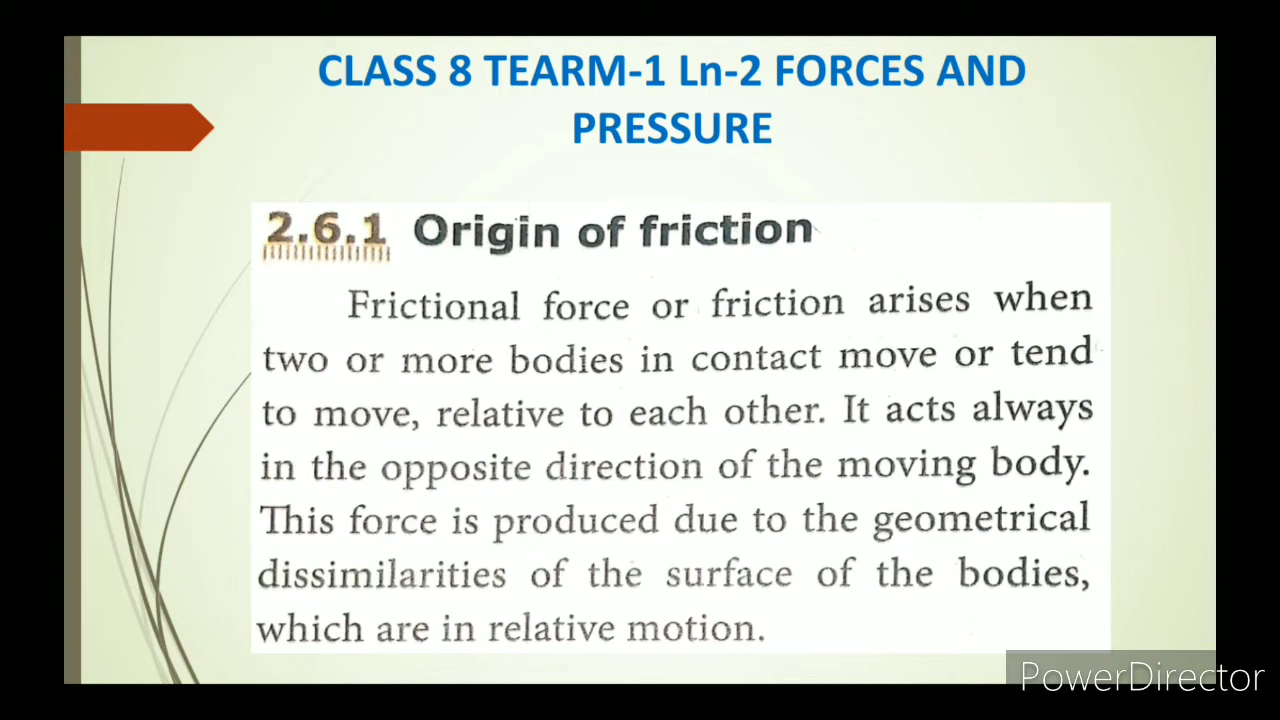 CLASS 8 TEARM-1 Ln-2 FORCES AND
PRESSURE
2.6.1 Origin of friction
Frictional force or friction arises when
two or more bodies in contact move or tend
to move, relative to each other. It acts always
in the opposite direction of the moving body.
This force is produced due to the geometrical
dissimilarities of the surface of the bodies,
which are in relative motion.
PowerDirector